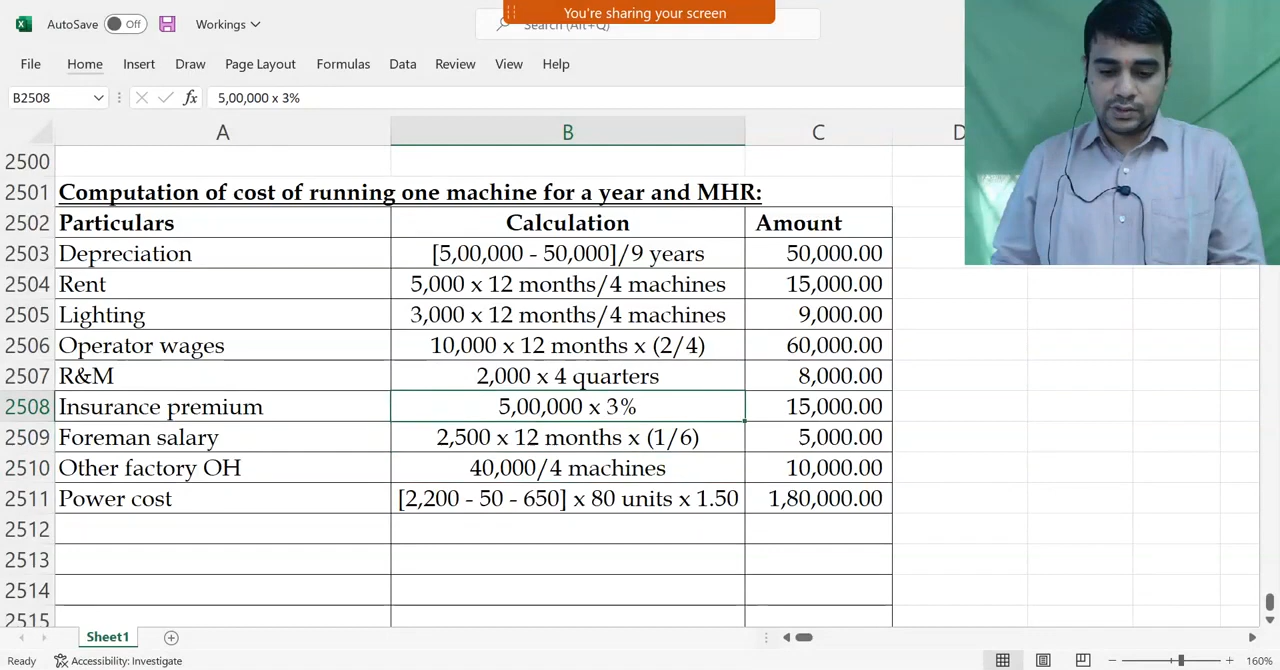 You're sharing your screen
AutoSave Off Workings Search (Alt+Q)
File Home Insert Draw Page Layout Formulas Data Review View Help
B2508 fx 5,00,000 x 3%
A B C D
2500
2501 Computation of cost of running one machine for a year and MHR:
2502 Particulars Calculation Amount
2503 Depreciation [5,00,000 - 50,000]/9 years 50,000.00
2504 Rent 5,000 x 12 months/4 machines 15,000.00
2505 Lighting 3,000 x 12 months/4 machines 9,000.00
2506 Operator wages 10,000 x 12 months x (2/4) 60,000.00
2507 R&M 2,000 x 4 quarters 8,000.00
2508 Insurance premium 5,00,000 x 3% 15,000.00
2509 Foreman salary 2,500 x 12 months x (1/6) 5,000.00
2510 Other factory OH 40,000/4 machines 10,000.00
2511 Power cost [2,200 - 50 - 650] x 80 units x 1.50 1,80,000.00
2512
2513
2514
2515
Sheet1
Ready Accessibility: Investigate 160%